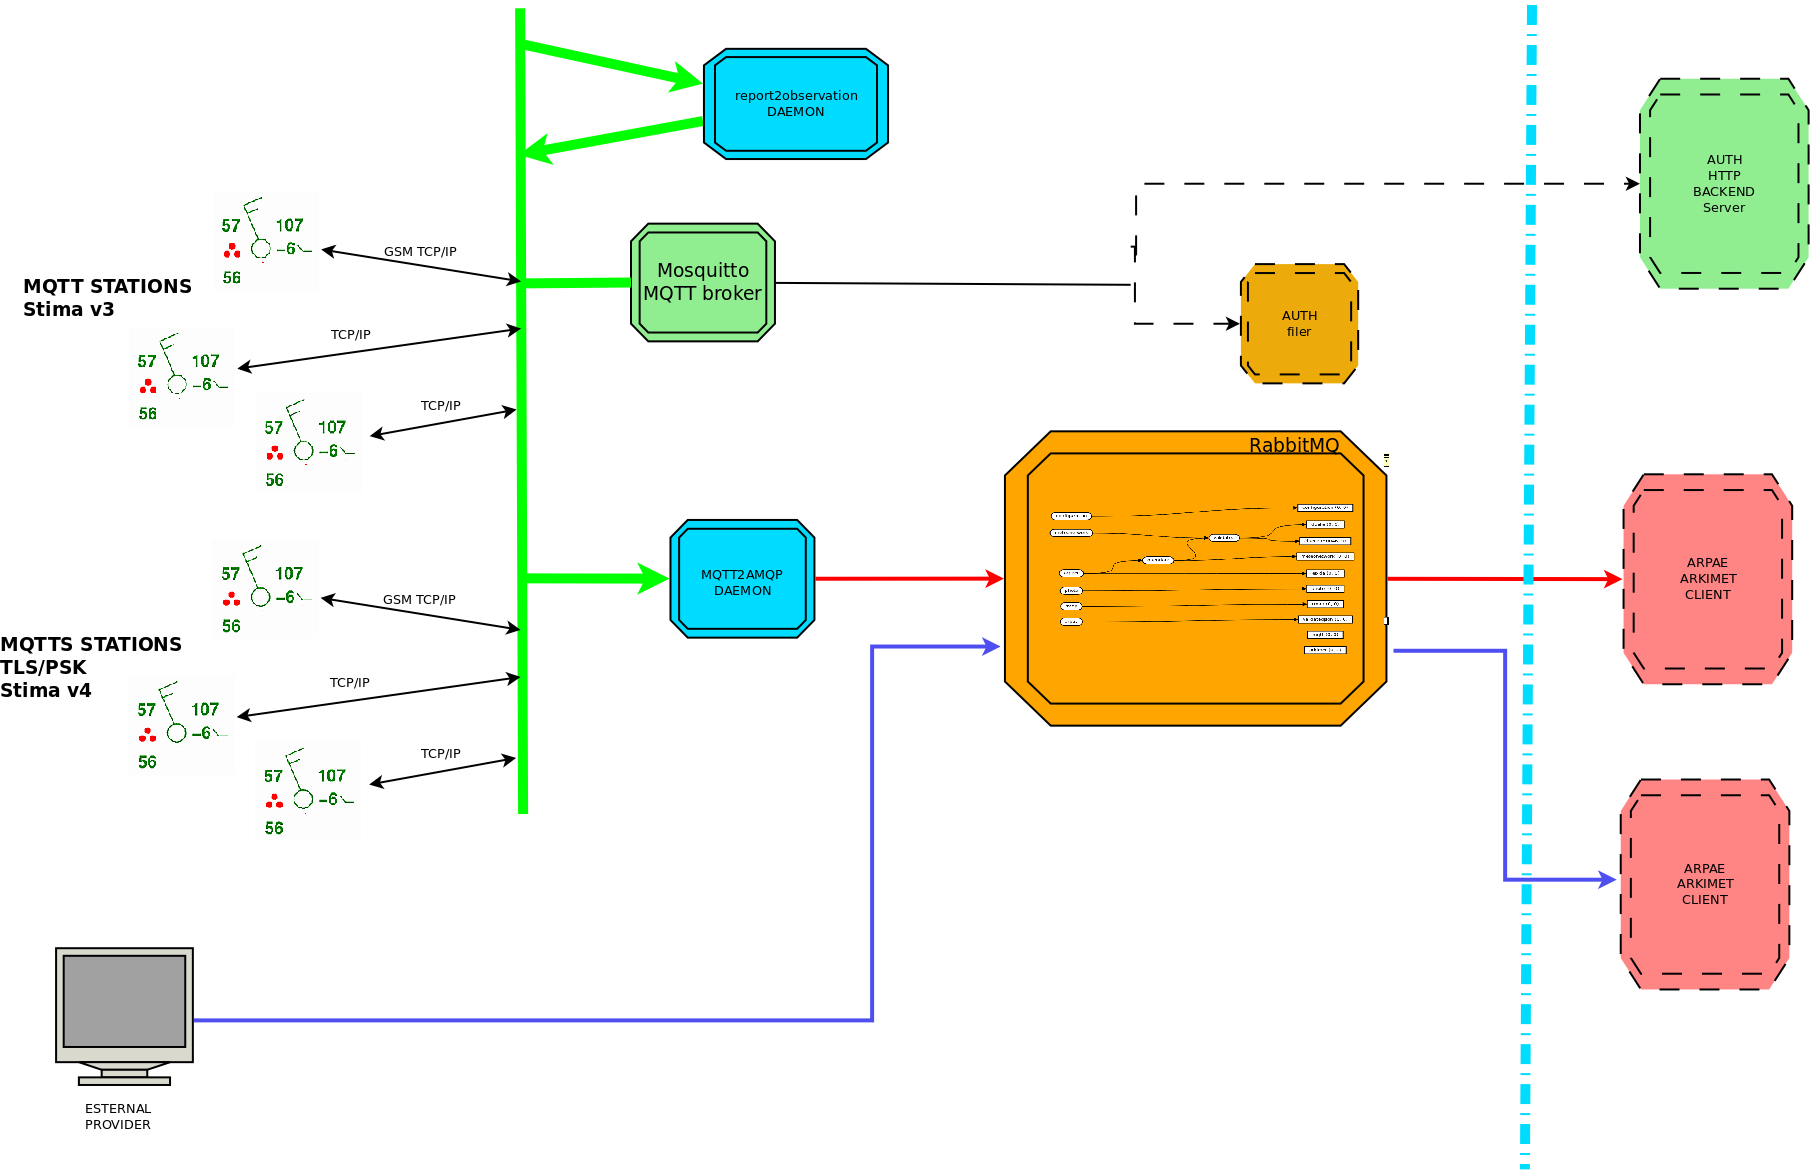 report2observation
DAEMON
AUTH
HTTP
BACKEND
Server
57
107
-6
56
GSM TCP/IP
MQTT STATIONS
Stima v3
Mosquitto
MQTT broker
AUTH
filer
57
107
-6
56
TCP/IP
57
107
-6
56
TCP/IP
RabbitMQ
MQTT2AMQP
DAEMON
ARPAE
ARKIMET
CLIENT
57
107
-6
56
GSM TCP/IP
MQTTS STATIONS
TLS/PSK
Stima v4
57
107
-6
56
TCP/IP
57
107
-6
56
TCP/IP
ARPAE
ARKIMET
CLIENT
ESTERNAL
PROVIDER